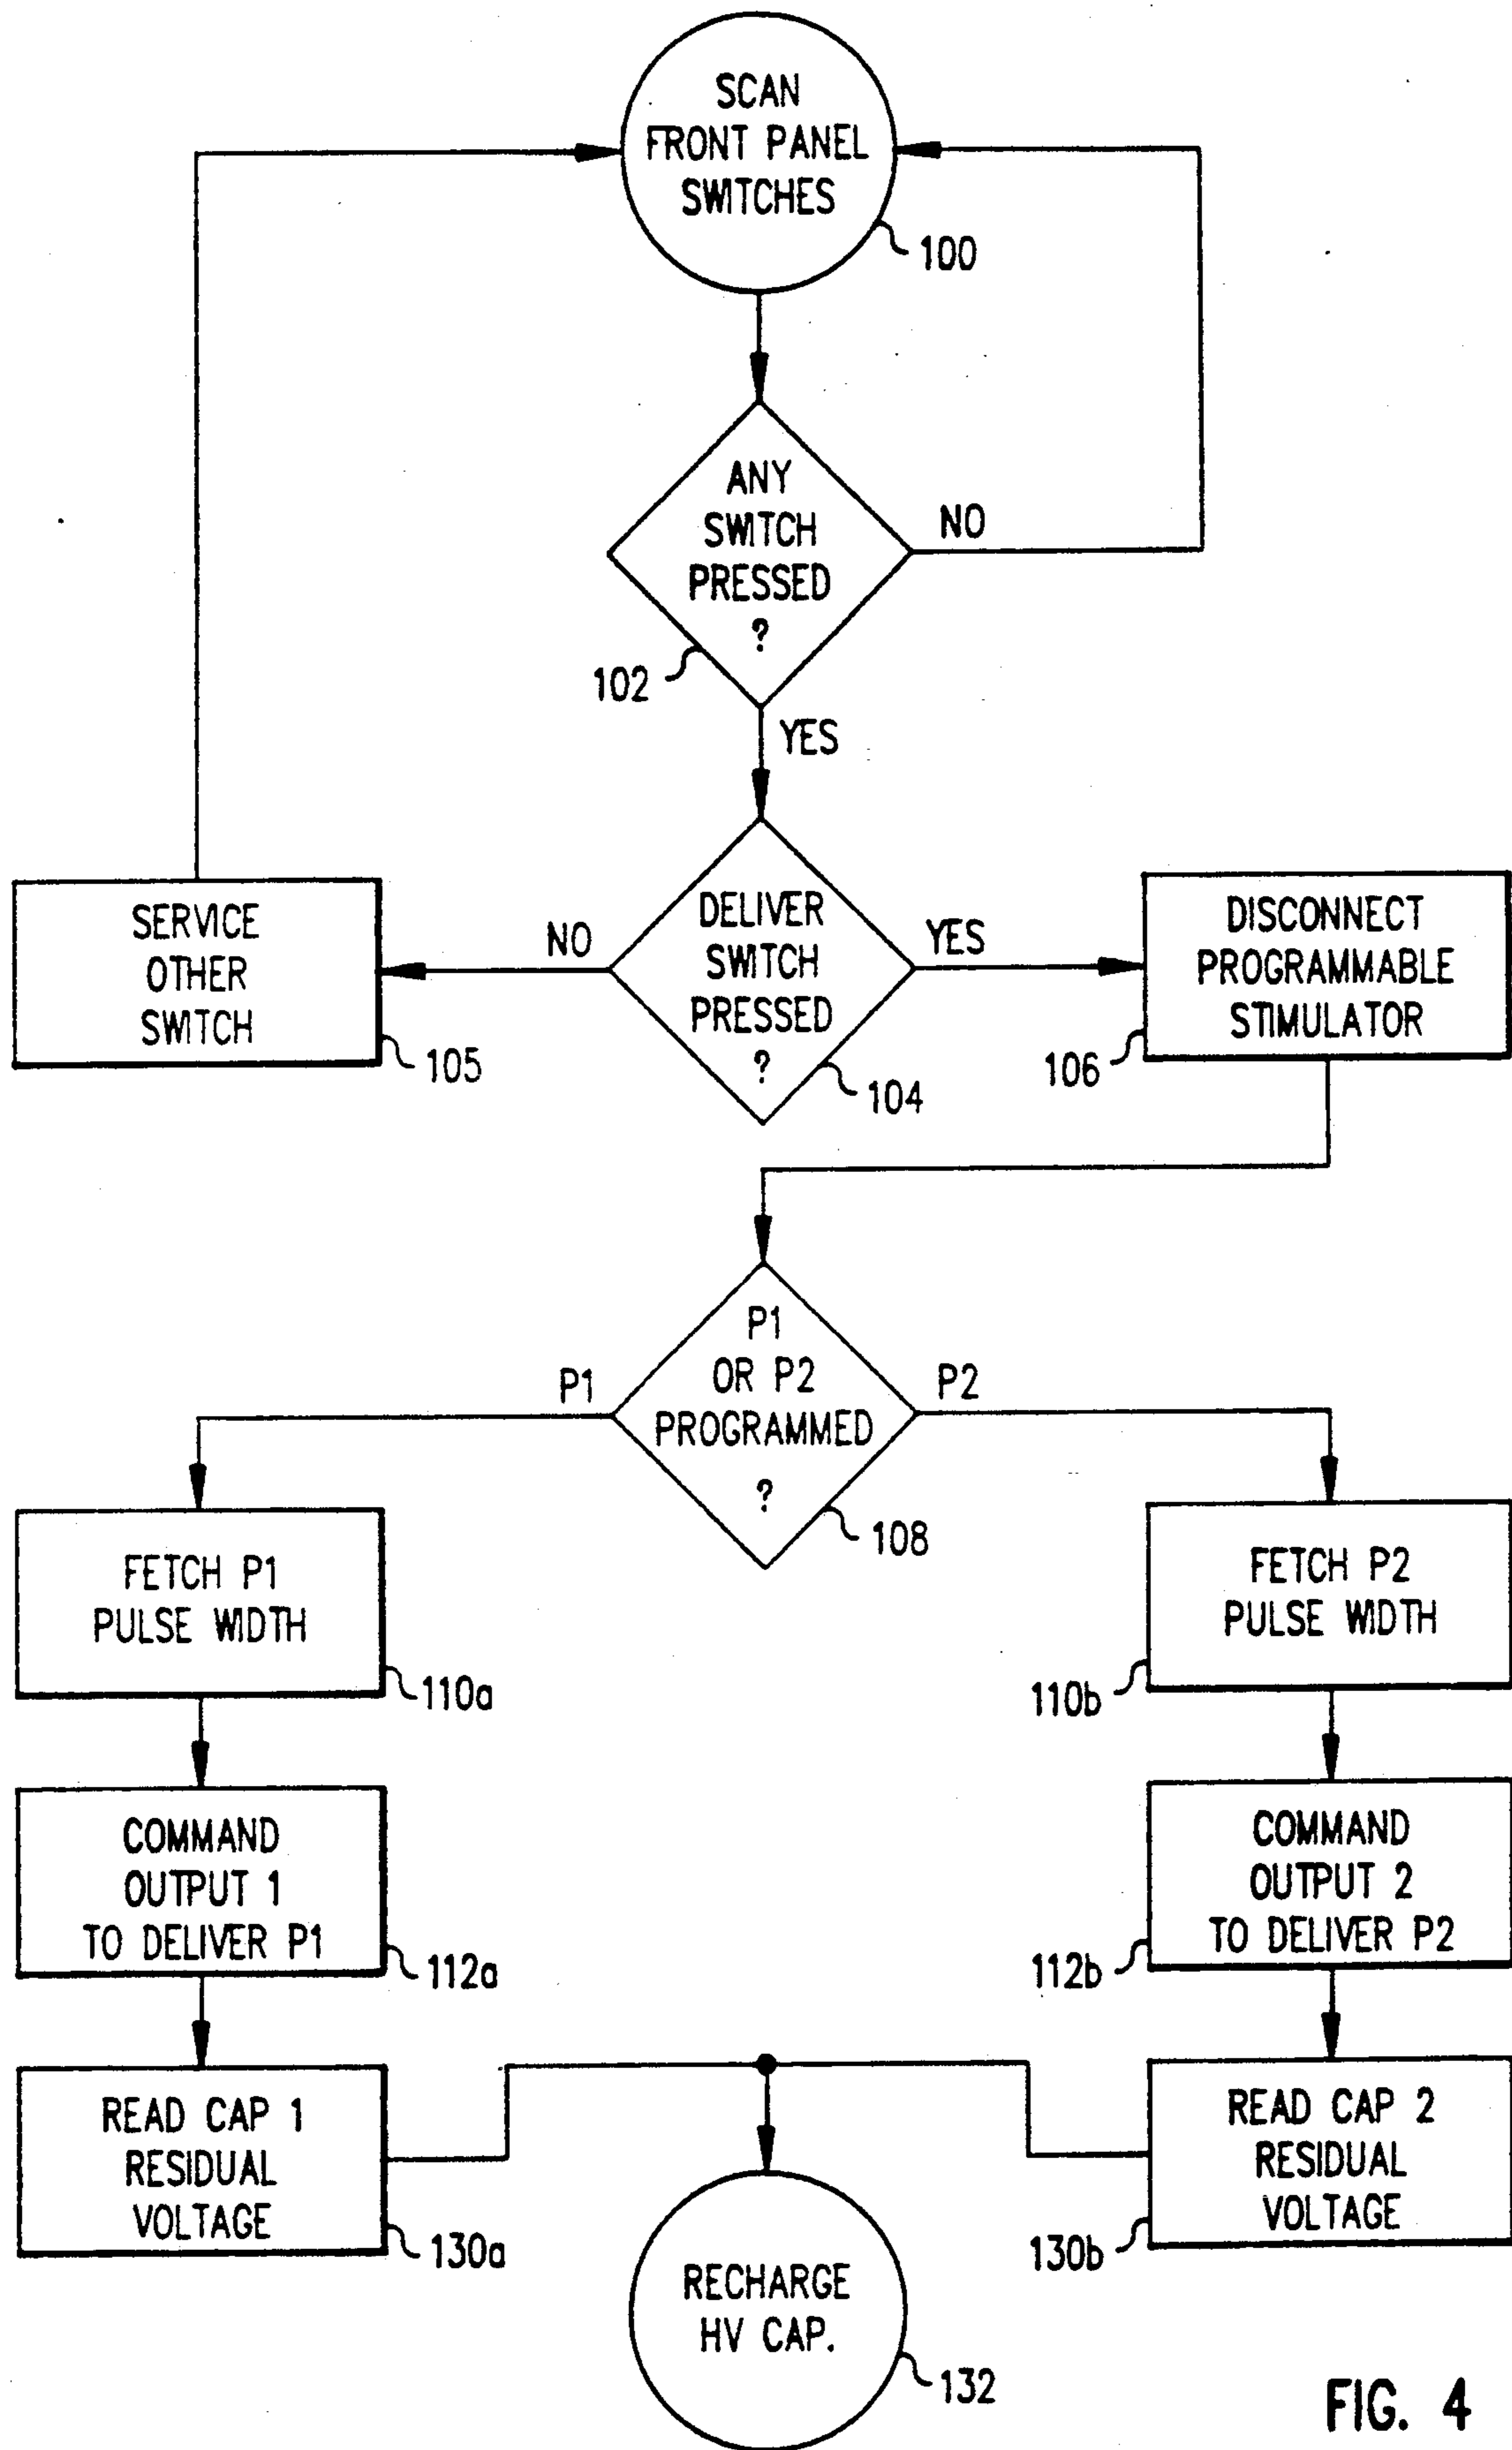 SCAN
FRONT PANEL
SWITCHES
100
ANY
SWITCH
PRESSED
?
NO
102
YES
SERVICE
OTHER
SWITCH
105
NO
DELIVER
SWITCH
PRESSED
?
104
YES
DISCONNECT
PROGRAMMABLE
STIMULATOR
106
P1
OR P2
PROGRAMMED
?
108
P1
P2
FETCH P1
PULSE WIDTH
110a
FETCH P2
PULSE WIDTH
110b
COMMAND
OUTPUT 1
TO DELIVER P1
112a
COMMAND
OUTPUT 2
TO DELIVER P2
112b
READ CAP 1
RESIDUAL
VOLTAGE
130a
READ CAP 2
RESIDUAL
VOLTAGE
130b
RECHARGE
HV CAP.
132
FIG. 4